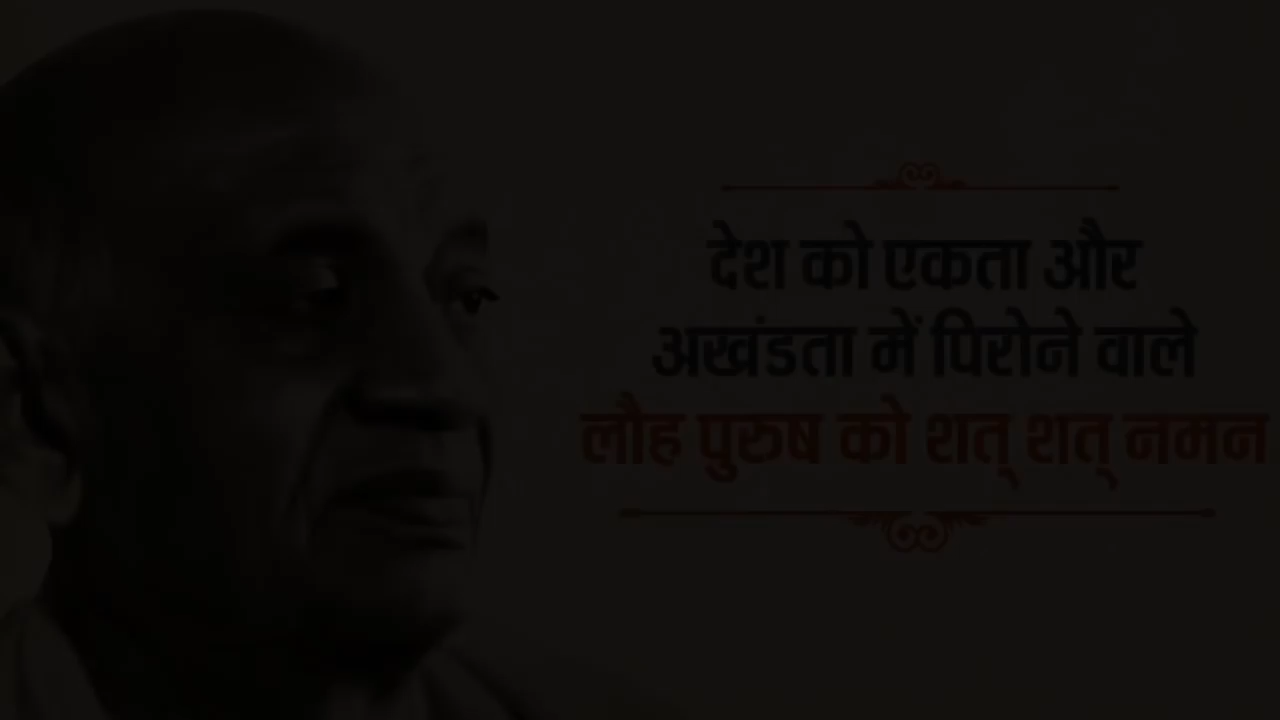 देश को एकता और
अखंडता में पिरोने वाले
लौह पुरुष को शत् शत् नमन